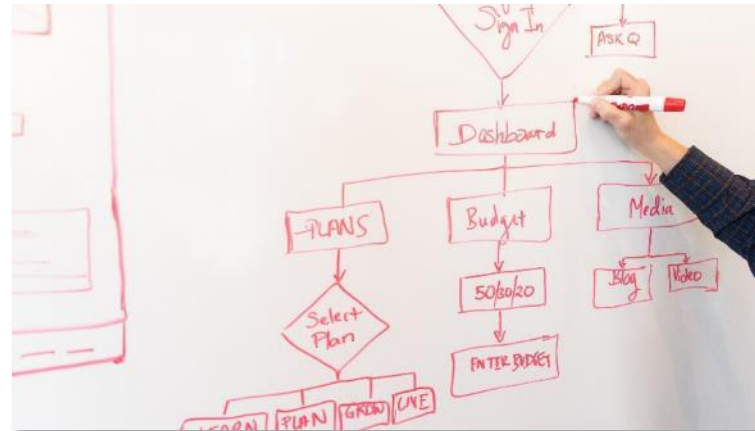 Sign In
ASK Q
Dashboard
PLANS
Budget
Media
50/30/20
Blog
Video
Select
Plan
ENTER BUDGET
LEARN
PLAN
GROW
LIVE